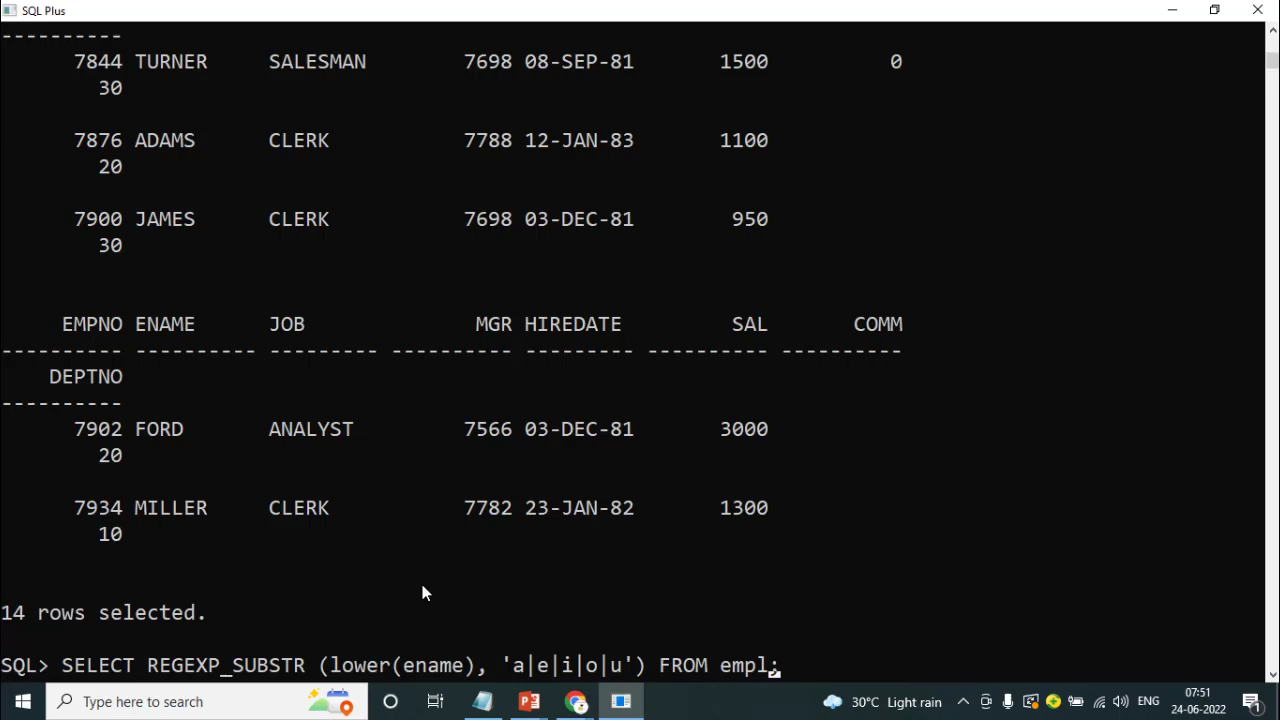 SQL Plus
----------
7844 TURNER SALESMAN 7698 08-SEP-81 1500 0
30
7876 ADAMS CLERK 7788 12-JAN-83 1100
20
7900 JAMES CLERK 7698 03-DEC-81 950
30
EMPNO ENAME JOB MGR HIREDATE SAL COMM
---------- ---------- --------- ---------- --------- ---------- ----------
DEPTNO
----------
7902 FORD ANALYST 7566 03-DEC-81 3000
20
7934 MILLER CLERK 7782 23-JAN-82 1300
10
14 rows selected.
SQL> SELECT REGEXP_SUBSTR (lower(ename), 'a|e|i|o|u') FROM empl;
Type here to search
30°C Light rain
ENG
07:51
24-06-2022
1